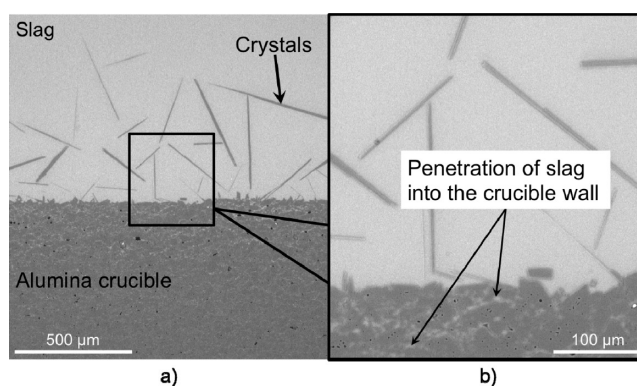 Slag
Crystals
Alumina crucible
500 μm
a)
Penetration of slag
into the crucible wall
100 μm
b)